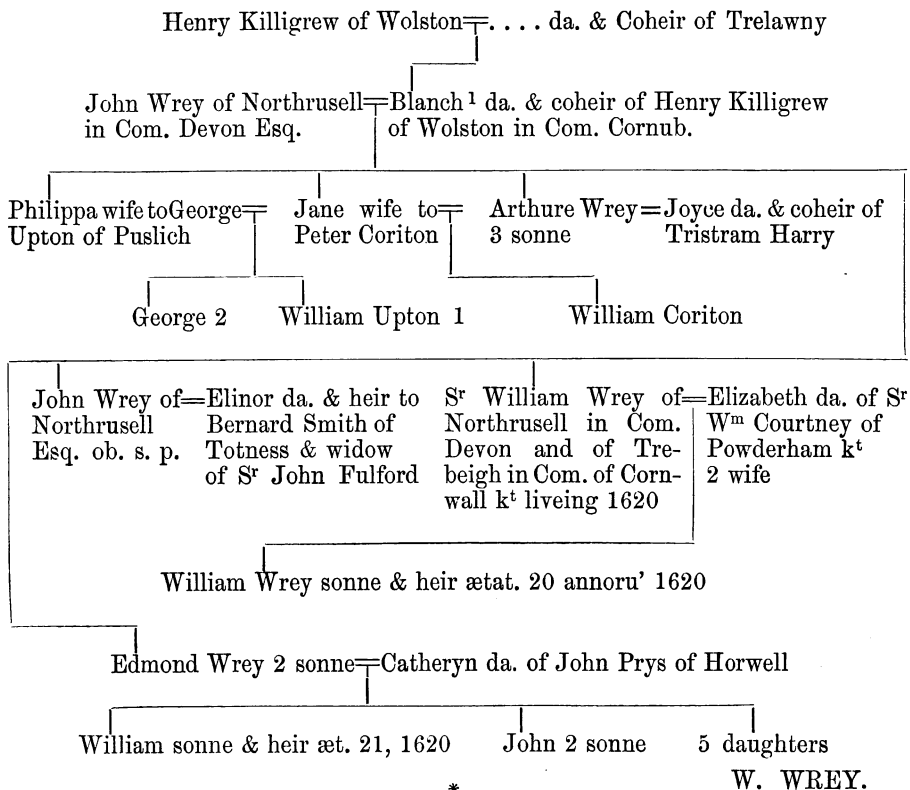 Henry Killigrew of Wolston=.... da. & Coheir of Trelawny
John Wrey of Northrusell=Blanch ¹ da. & coheir of Henry Killigrew
in Com. Devon Esq. of Wolston in Com. Cornub.
Philippa wife to George= Jane wife to= Arthure Wrey=Joyce da. & coheir of
Upton of Puslich Peter Coriton 3 sonne Tristram Harry
George 2 William Upton 1 William Coriton
John Wrey of=Elinor da. & heir to Sʳ William Wrey of=Elizabeth da. of Sʳ
Northrusell Bernard Smith of Northrusell in Com. Wᵐ Courtney of
Esq. ob. s. p. Totness & widow Devon and of Tre- Powderham kᵗ
of Sʳ John Fulford beigh in Com. of Corn- 2 wife
wall kᵗ liveing 1620
William Wrey sonne & heir ætat. 20 annoru' 1620
Edmond Wrey 2 sonne=Catheryn da. of John Prys of Horwell
William sonne & heir æt. 21, 1620 John 2 sonne 5 daughters
* W. WREY.